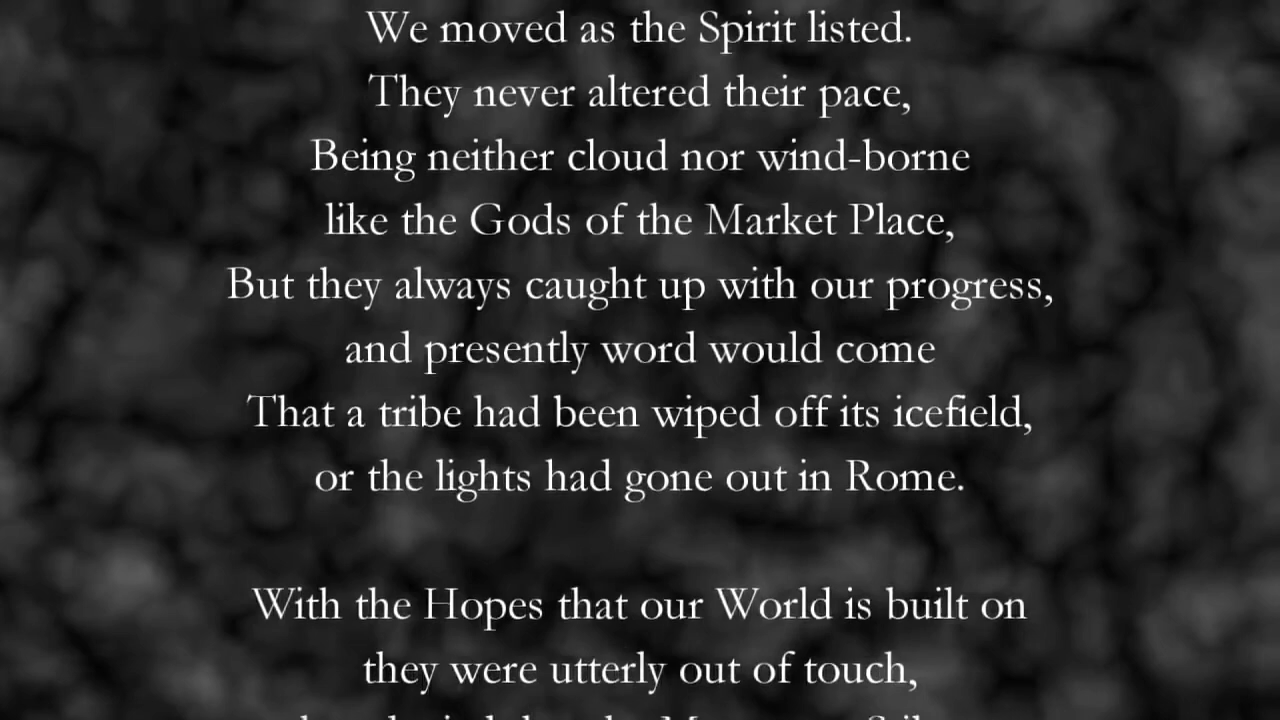 We moved as the Spirit listed.
They never altered their pace,
Being neither cloud nor wind-borne
like the Gods of the Market Place,
But they always caught up with our progress,
and presently word would come
That a tribe had been wiped off its icefield,
or the lights had gone out in Rome.
With the Hopes that our World is built on
they were utterly out of touch,